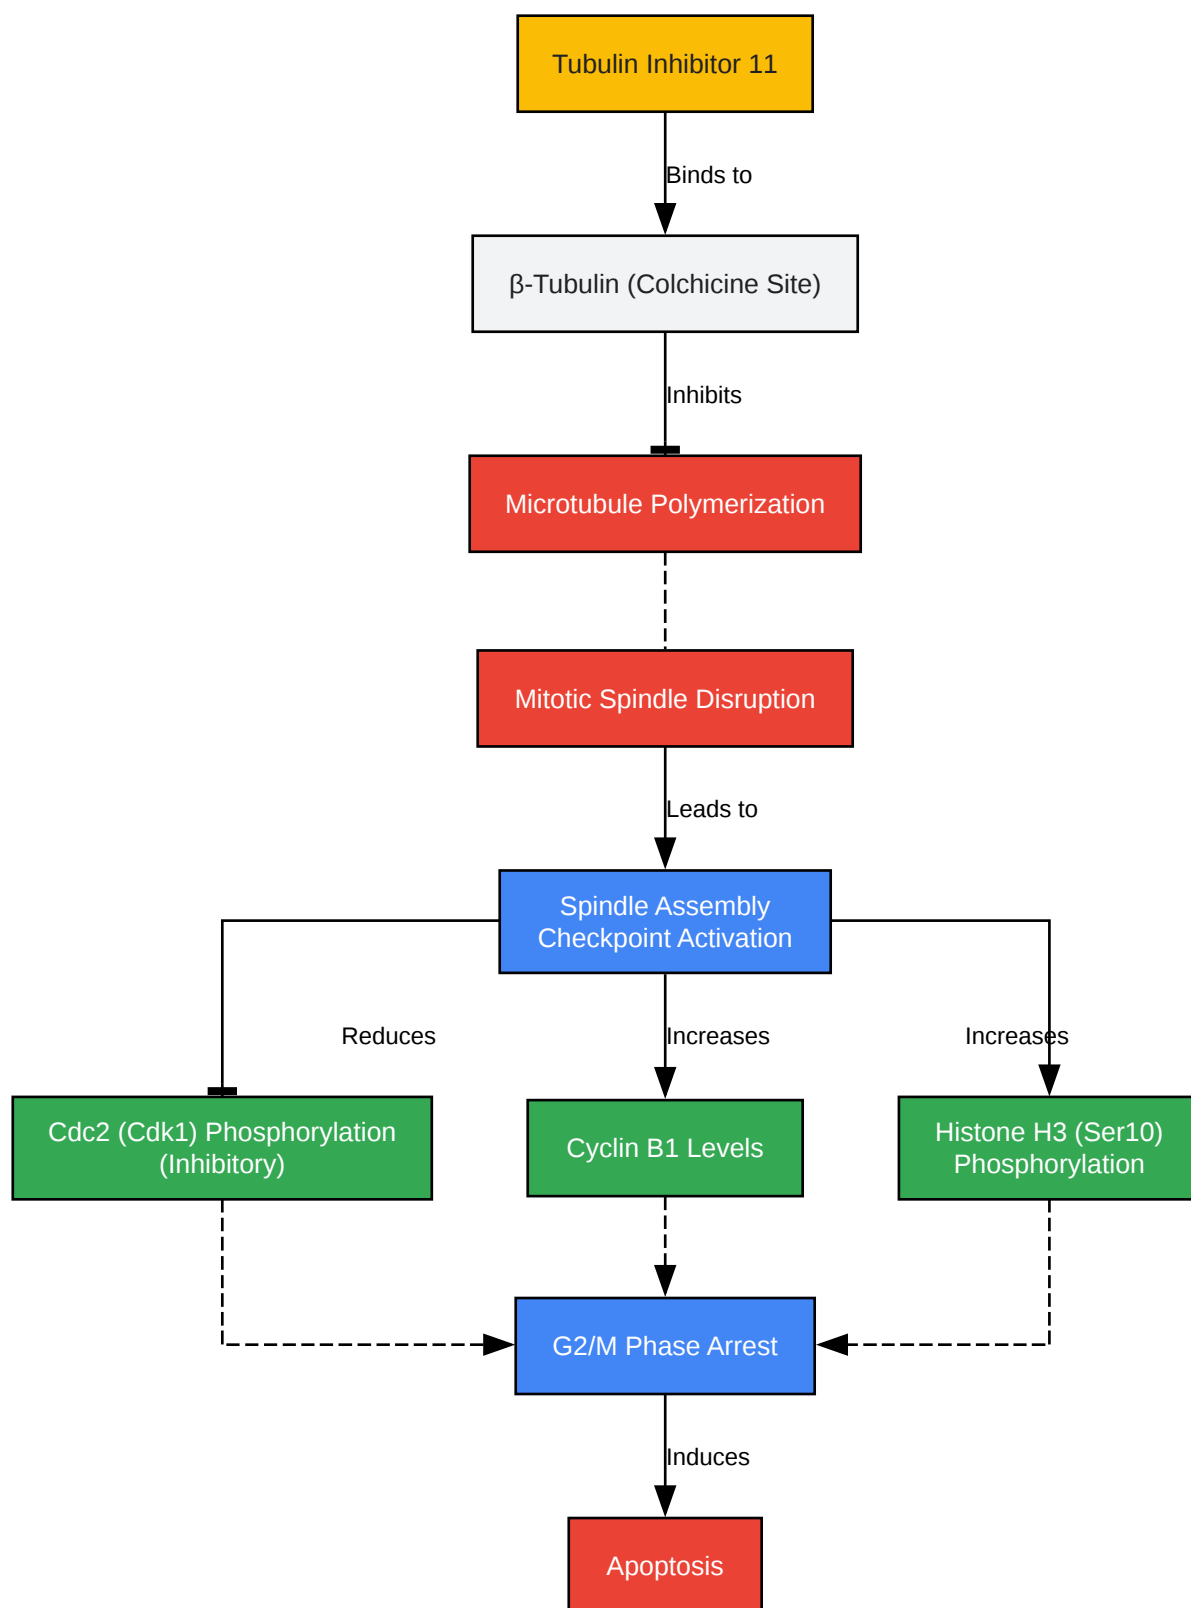 Tubulin Inhibitor 11
Binds to
β-Tubulin (Colchicine Site)
Inhibits
Microtubule Polymerization
Mitotic Spindle Disruption
Leads to
Spindle Assembly
Checkpoint Activation
Reduces
Increases
Increases
Cdc2 (Cdk1) Phosphorylation
(Inhibitory)
Cyclin B1 Levels
Histone H3 (Ser10)
Phosphorylation
G2/M Phase Arrest
Induces
Apoptosis